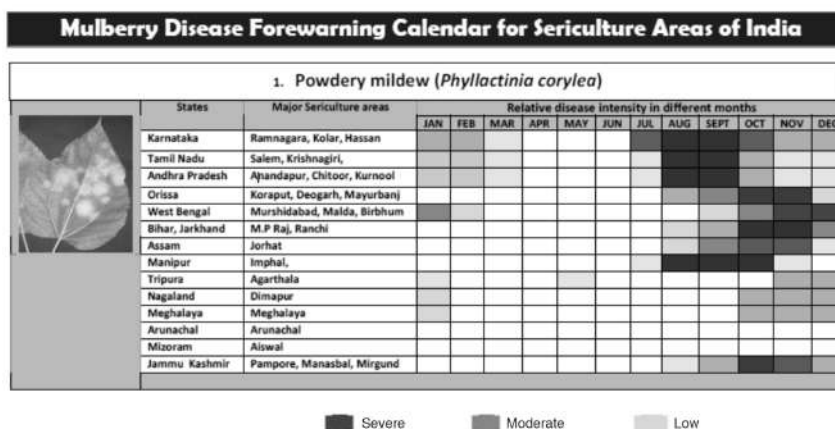 Mulberry Disease Forewarning Calendar for Sericulture Areas of India
1. Powdery mildew (Phyllactinia corylea)
States Major Sericulture areas Relative disease intensity in different months
JAN FEB MAR APR MAY JUN JUL AUG SEPT OCT NOV DEC
Karnataka Ramnagara, Kolar, Hassan
Tamil Nadu Salem, Krishnagiri,
Andhra Pradesh Anandapur, Chitoor, Kurnool
Orissa Koraput, Deogarh, Mayurbanj
West Bengal Murshidabad, Malda, Birbhum
Bihar, Jharkand M.P Raj, Ranchi
Assam Jorhat
Manipur Imphal,
Tripura Agarthala
Nagaland Dimapur
Meghalaya Meghalaya
Arunachal Arunachal
Mizoram Aiswal
Jammu Kashmir Pampore, Manasbal, Mirgund
Severe Moderate Low